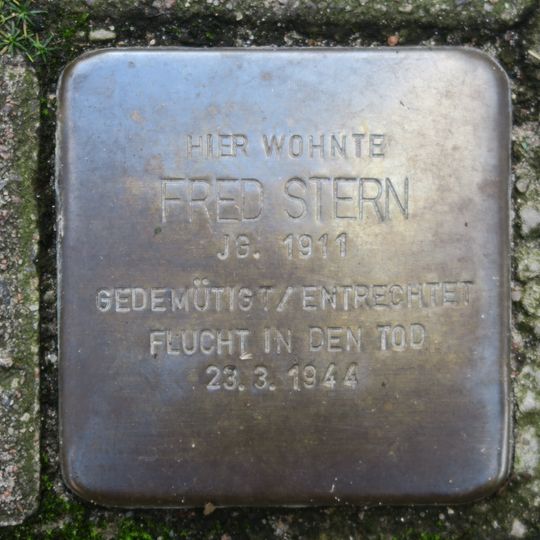 HIER WOHNTE
FRED STERN
JG. 1911
GEDEMÜTIGT/ENTRECHTET
FLUCHT IN DEN TOD
23.3.1944